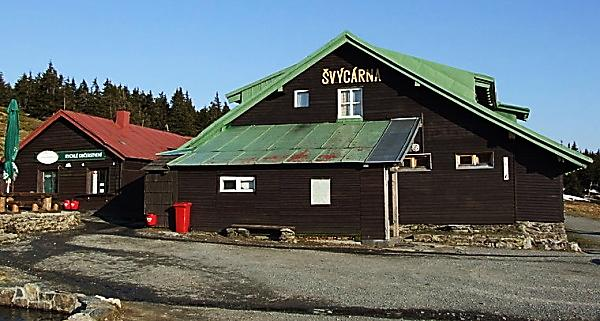 ŠVÝCÁRNA
RYCHLÉ OBČERSTVENÍ